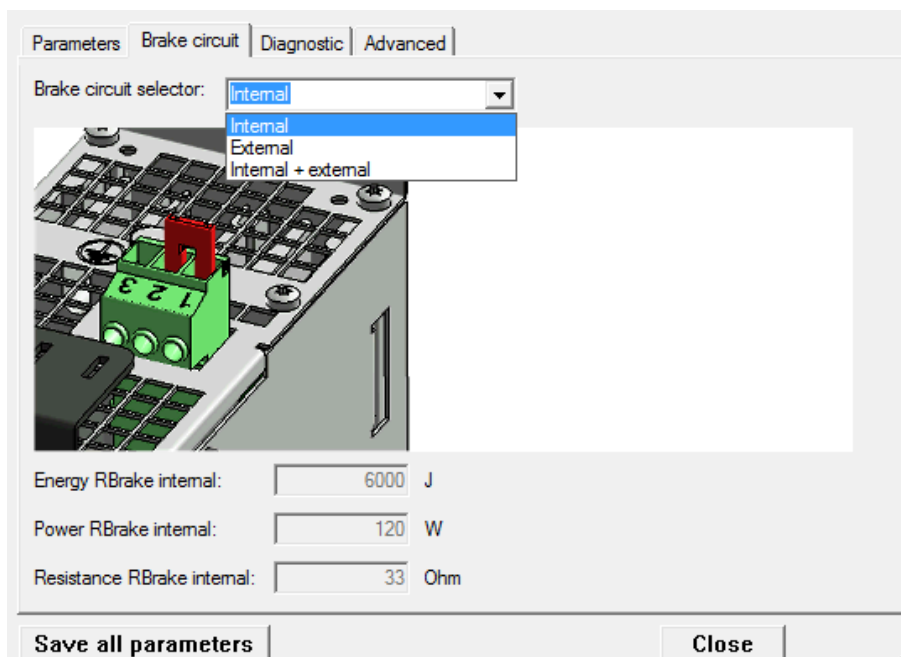 Parameters Brake circuit Diagnostic Advanced
Brake circuit selector: Internal
Internal
External
Internal + external
3 2 1
Energy RBrake internal: 6000 J
Power RBrake internal: 120 W
Resistance RBrake internal: 33 Ohm
Save all parameters Close